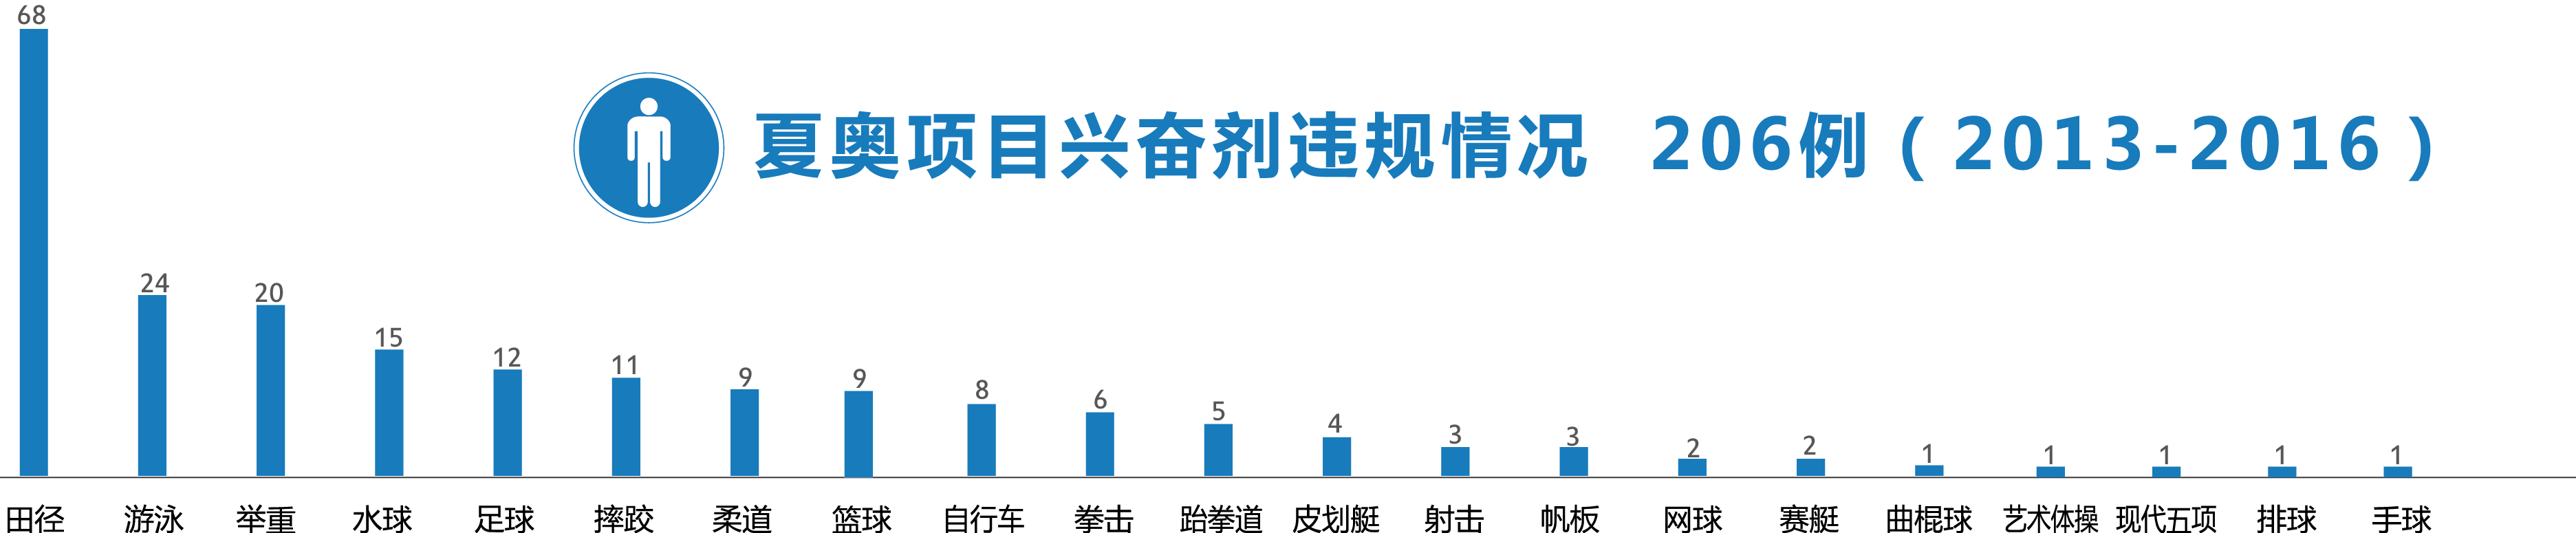 夏奥项目兴奋剂违规情况 206例（2013-2016）
68 24 20 15 12 11 9 9 8 6 5 4 3 3 2 2 1 1 1 1 1
田径 游泳 举重 水球 足球 摔跤 柔道 篮球 自行车 拳击 跆拳道 皮划艇 射击 帆板 网球 赛艇 曲棍球 艺术体操 现代五项 排球 手球